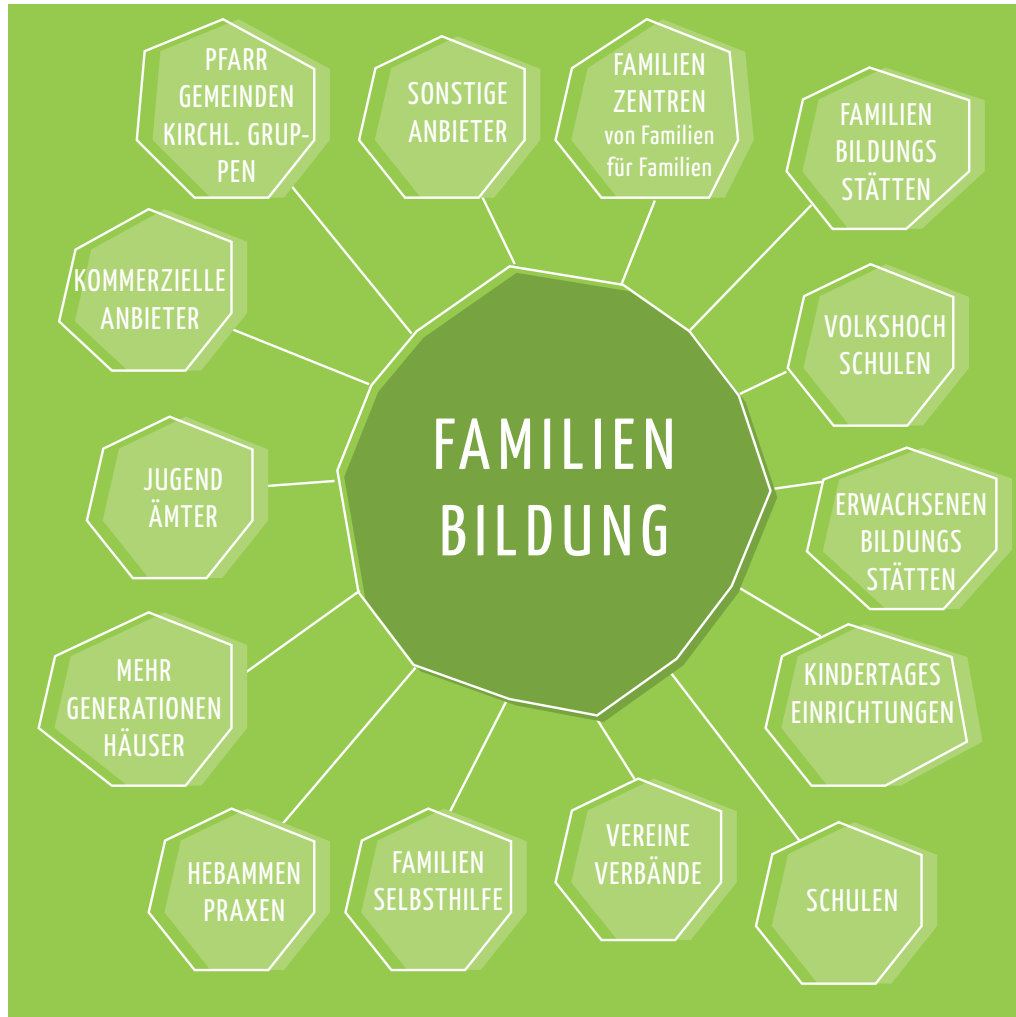 PFARR
GEMEINDEN
KIRCHL. GRUP-
PEN
SONSTIGE
ANBIETER
FAMILIEN
ZENTREN
von Familien
für Familien
FAMILIEN
BILDUNGS
STÄTTEN
KOMMERZIELLE
ANBIETER
VOLKSHOCH
SCHULEN
FAMILIEN
BILDUNG
JUGEND
ÄMTER
ERWACHSENEN
BILDUNGS
STÄTTEN
MEHR
GENERATIONEN
HÄUSER
KINDERTAGES
EINRICHTUNGEN
HEBAMMEN
PRAXEN
FAMILIEN
SELBSTHILFE
VEREINE
VERBÄNDE
SCHULEN